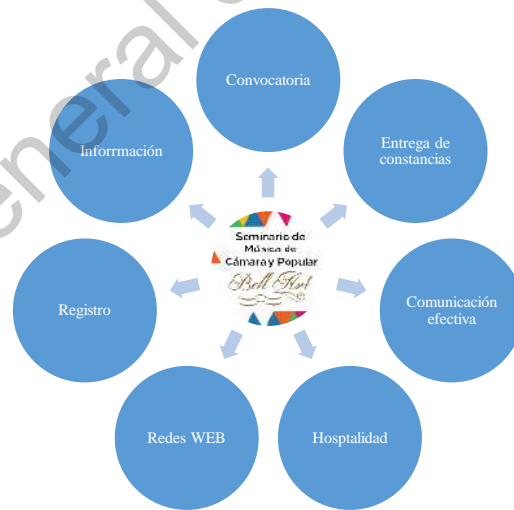 Convocatoria
Entrega de
constancias
Comunicación
efectiva
Hosptalidad
Redes WEB
Registro
Inforrmación
Seminario de
Música de
Cámara y Popular
Bell Art
eneral